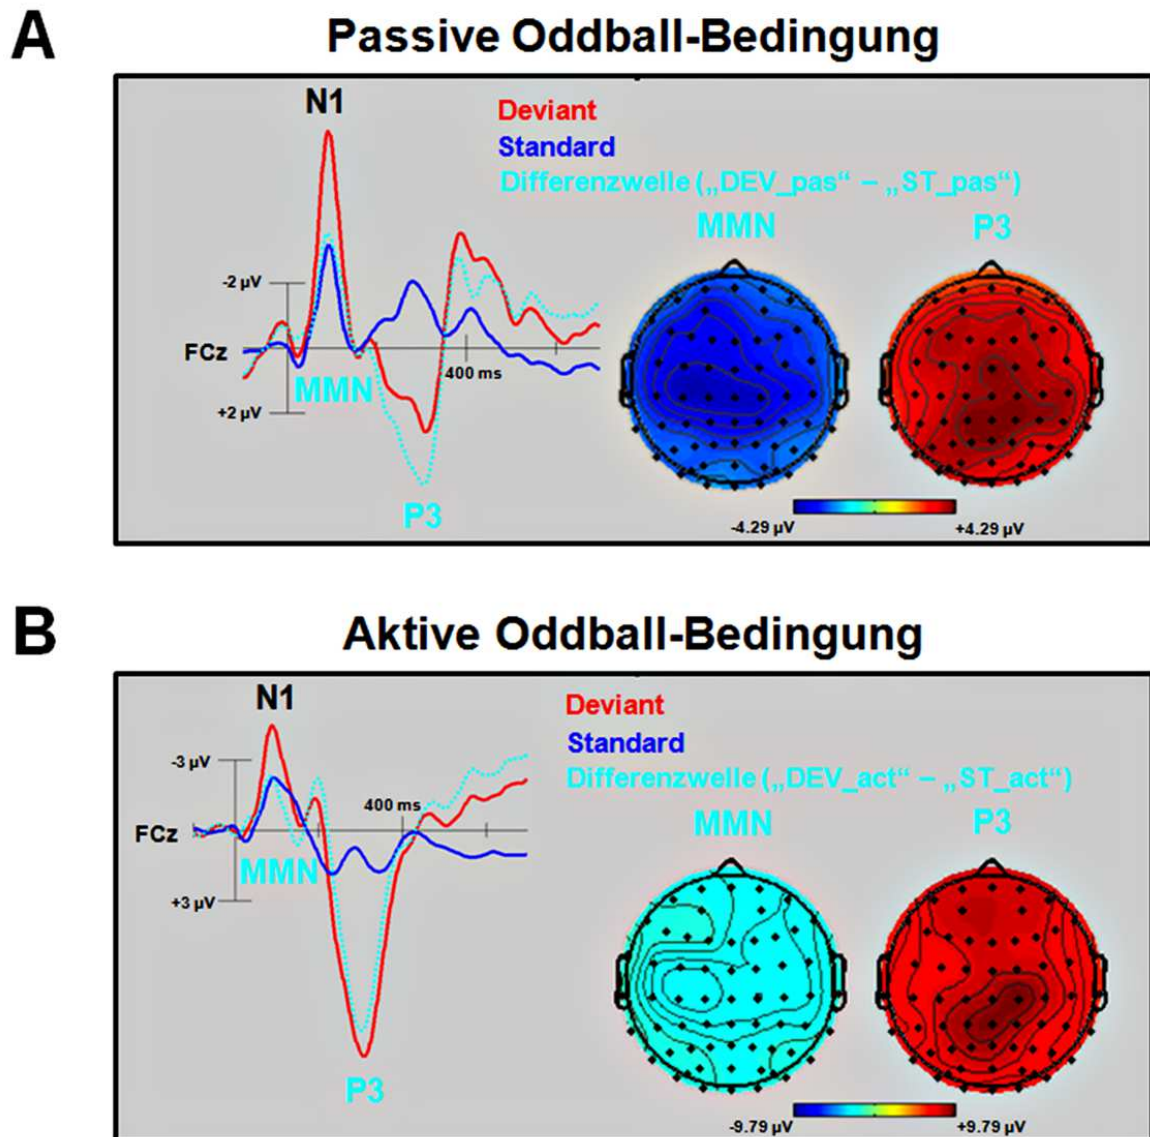 A
Passive Oddball-Bedingung
N1
Deviant
Standard
Differenzwelle („DEV_pas“ – „ST_pas“)
MMN
P3
-2 µV
FCz
400 ms
MMN
+2 µV
P3
-4.29 µV
+4.29 µV
B
Aktive Oddball-Bedingung
N1
Deviant
Standard
Differenzwelle („DEV_act“ – „ST_act“)
MMN
P3
-3 µV
400 ms
FCz
MMN
+3 µV
P3
-9.79 µV
+9.79 µV